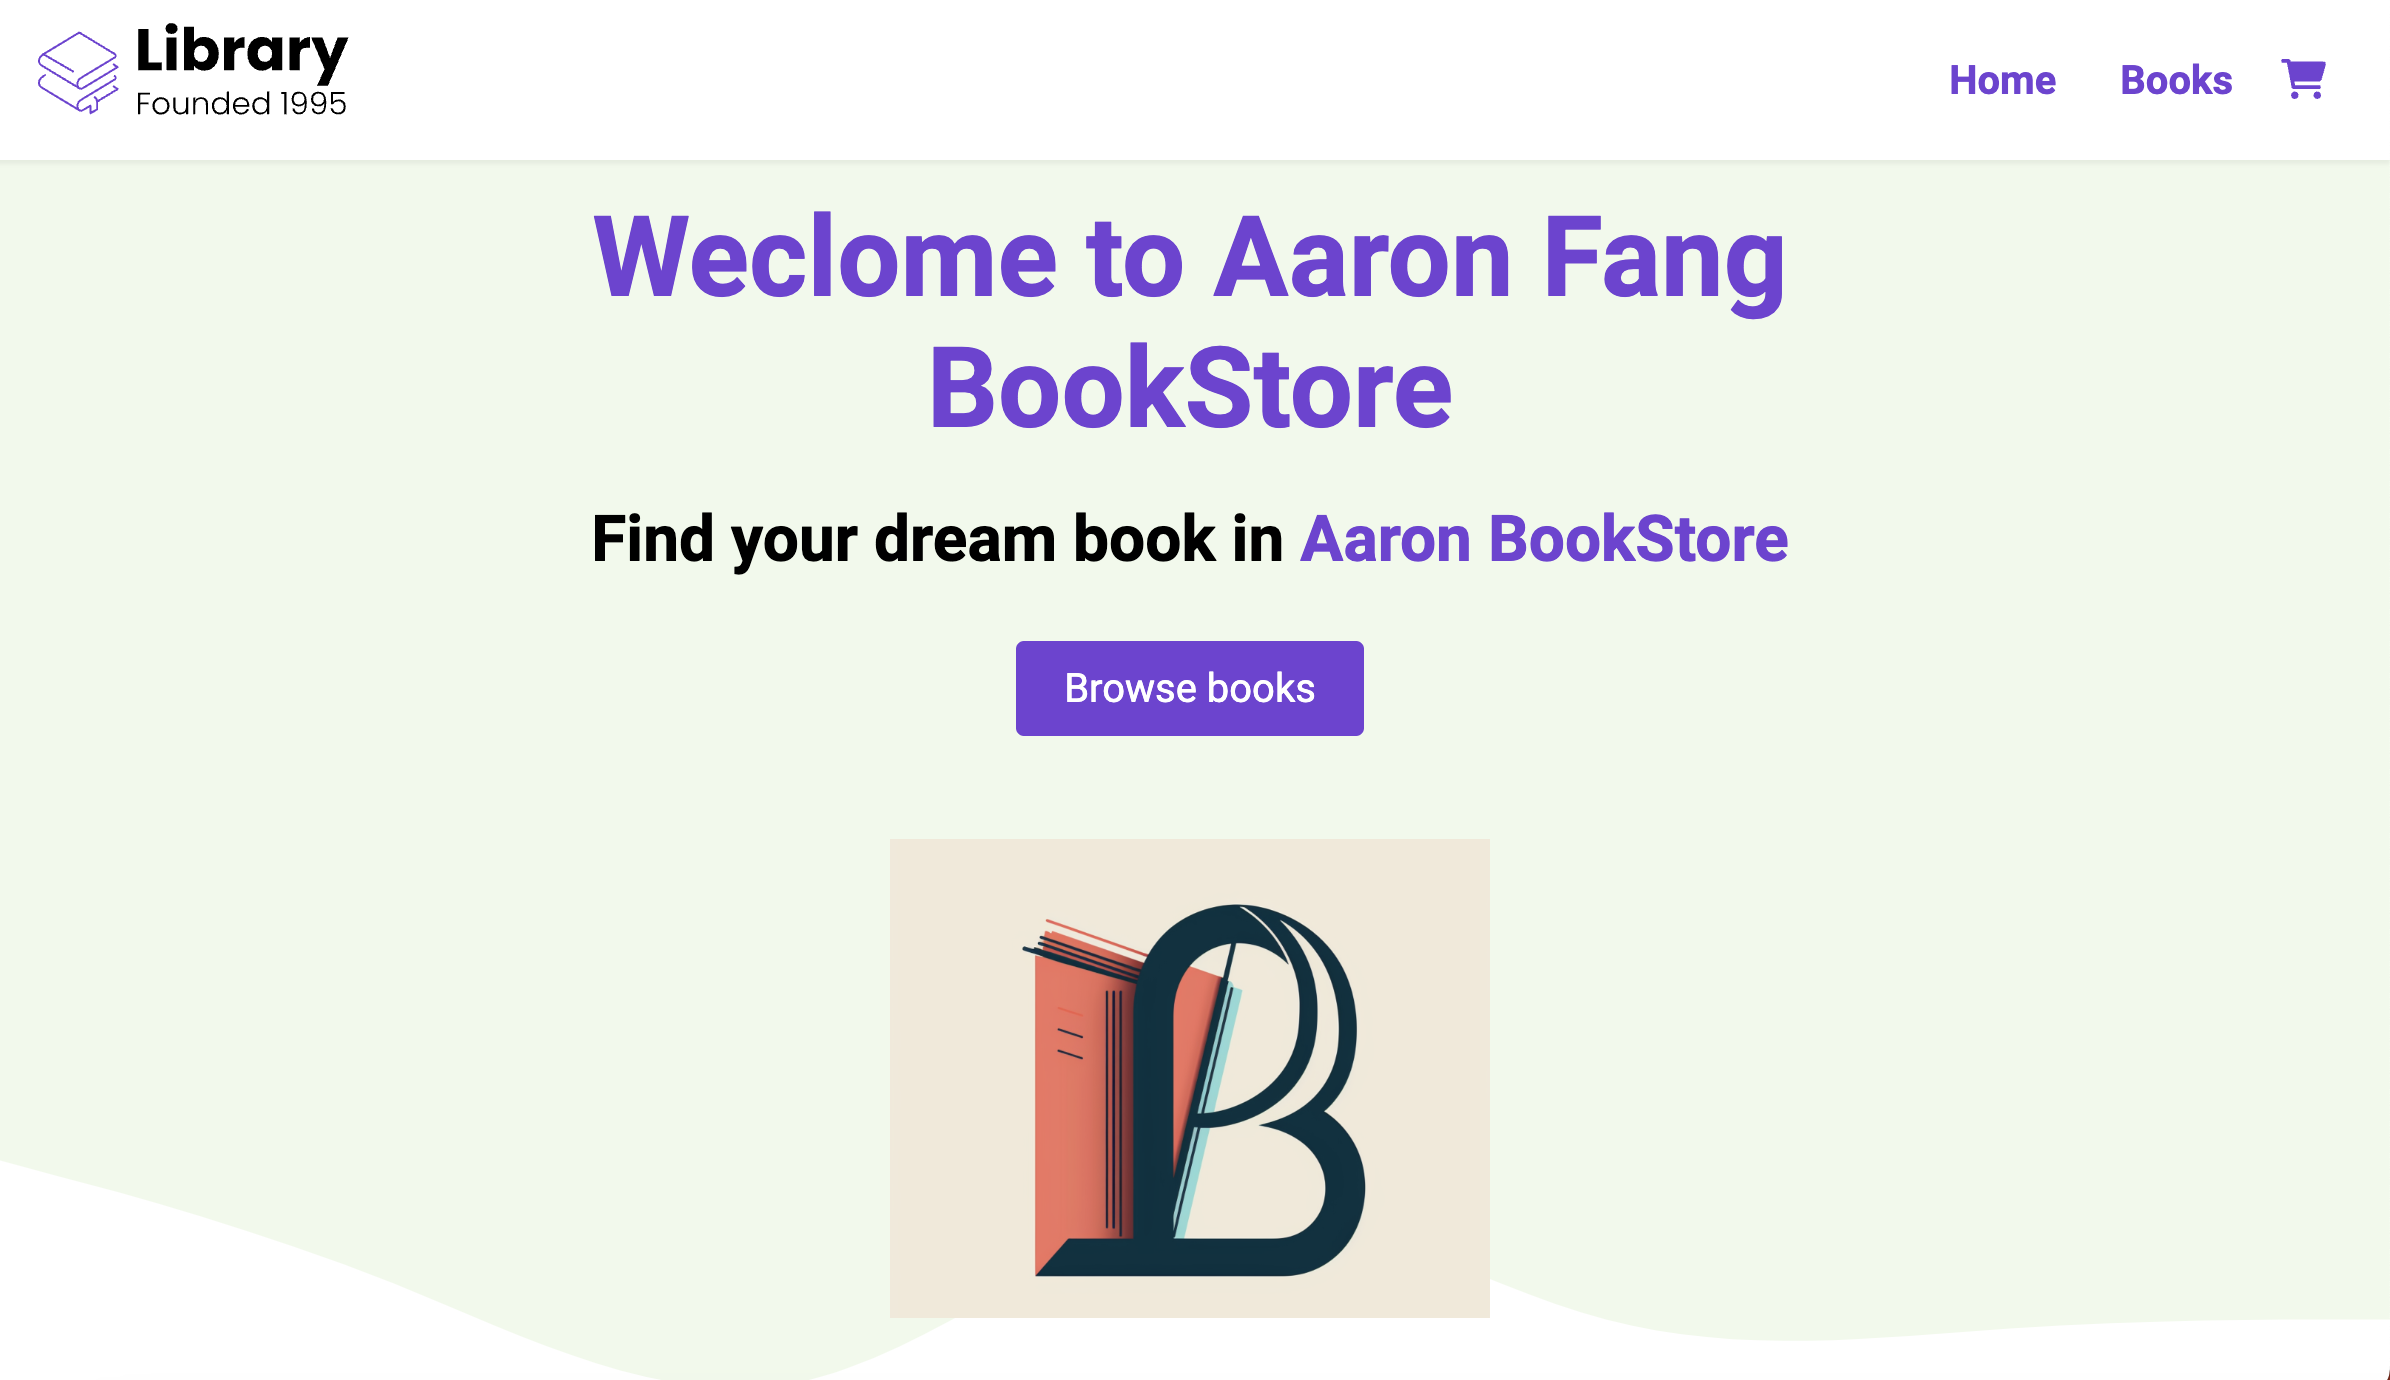 Library
Founded 1995
Home Books
Weclome to Aaron Fang
BookStore
Find your dream book in Aaron BookStore
Browse books
B